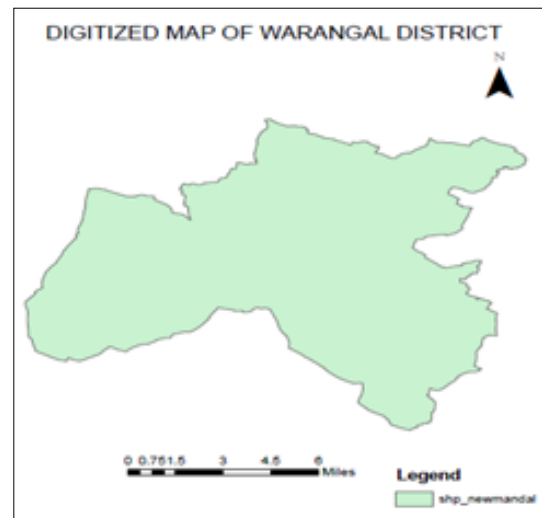 DIGITIZED MAP OF WARANGAL DISTRICT
N
0 0.751.5 3 4.5 6
Miles
Legend
shp_newmandal